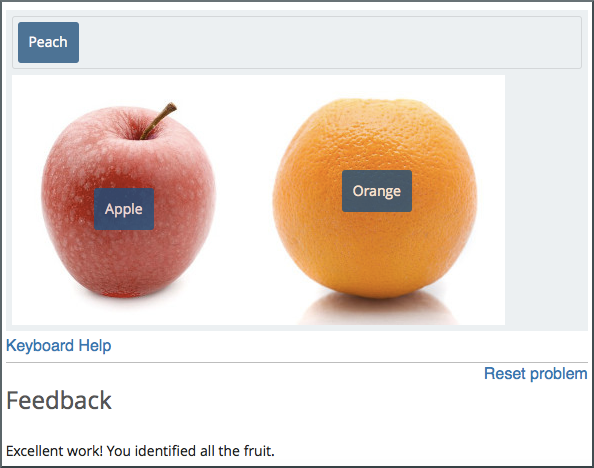 Peach
Apple
Orange
Keyboard Help
Reset problem
Feedback
Excellent work! You identified all the fruit.